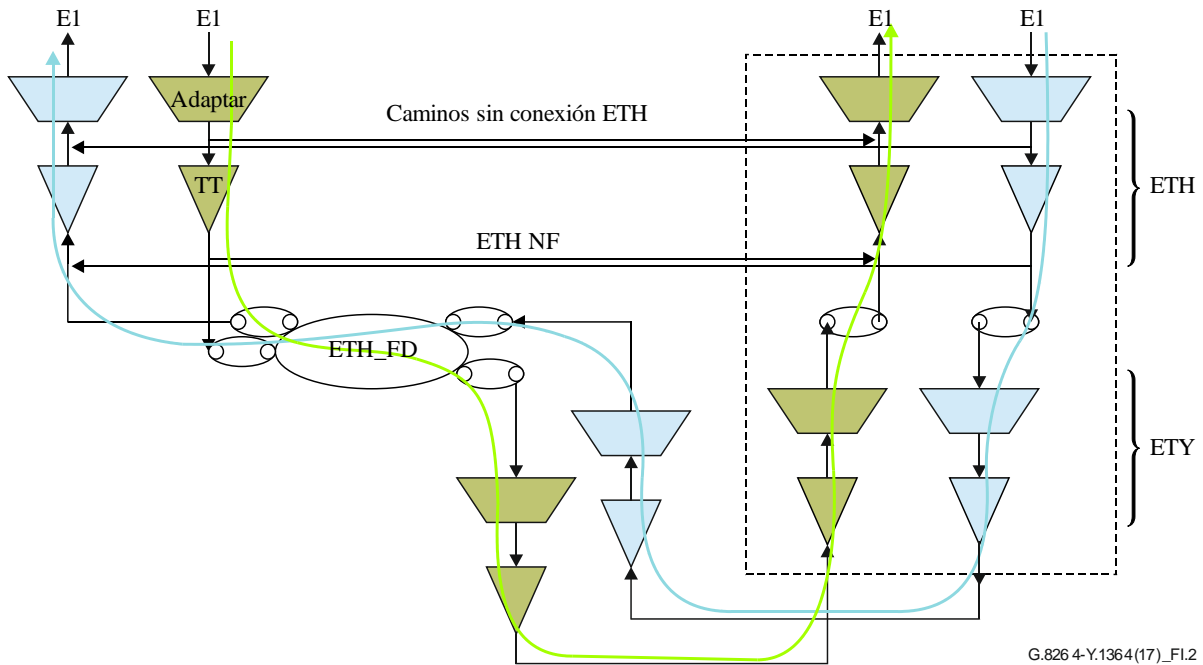 E1
E1
E1
E1
Adaptar
Caminos sin conexión ETH
TT
ETH
ETH NF
ETH_FD
ETY
G.8264-Y.1364(17)_FI.2